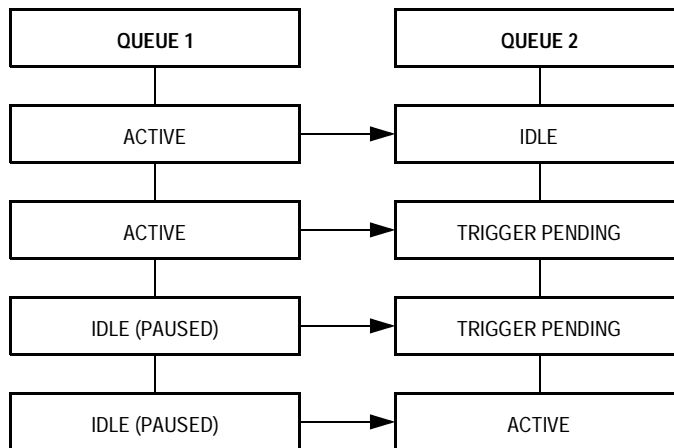 QUEUE 1
QUEUE 2
ACTIVE
IDLE
ACTIVE
TRIGGER PENDING
IDLE (PAUSED)
TRIGGER PENDING
IDLE (PAUSED)
ACTIVE